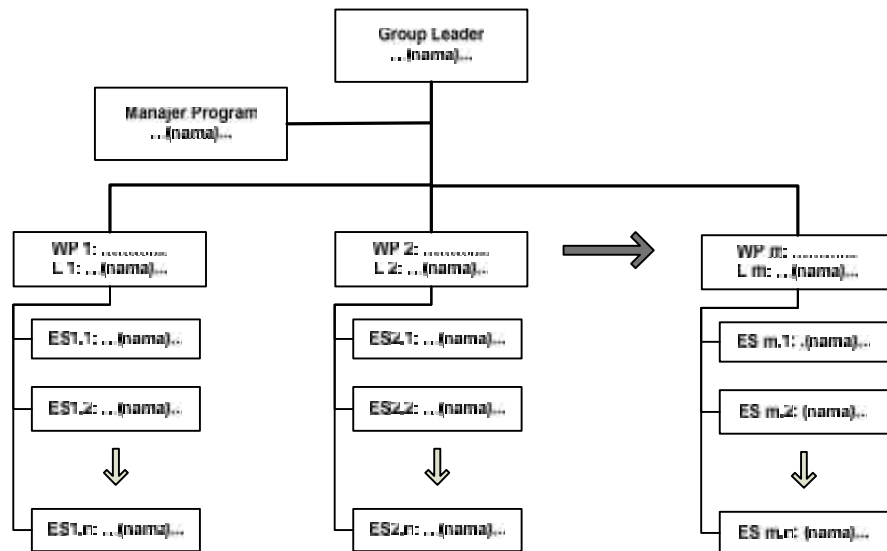 Group Leader
...(nama)...
Manajer Program
...(nama)...
WP 1: ............
L 1: ...(nama)...
WP 2: ............
L 2: ...(nama)...
WP m: ............
L m: ...(nama)...
ES1.1: ...(nama)...
ES2.1: ...(nama)...
ES m.1: .(nama)...
ES1.2: ...(nama)...
ES2.2: ...(nama)...
ES m.2: (nama)...
ES1.n: ...(nama)...
ES2.n: ...(nama)...
ES m.n: (nama)...